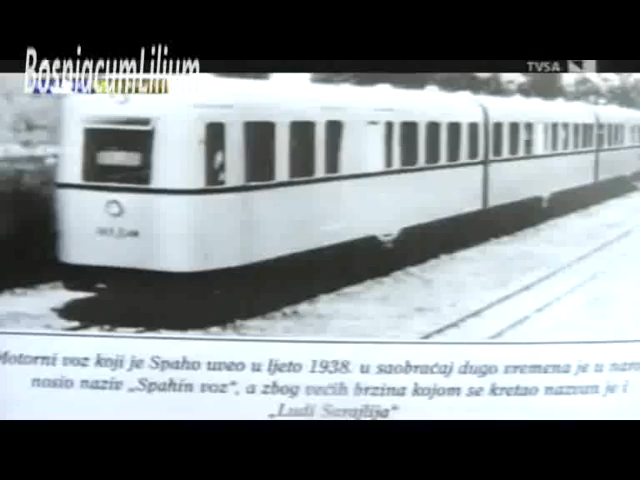 BosniacumLilium
TVSA
Motorni voz koji je Spaho uveo u ljeto 1938. u saobraćaj dugo vremena je u naro
nosio naziv „Spahin voz“, a zbog većih brzina kojom se kretao nazvan je i
„Ludi Sarajlija“